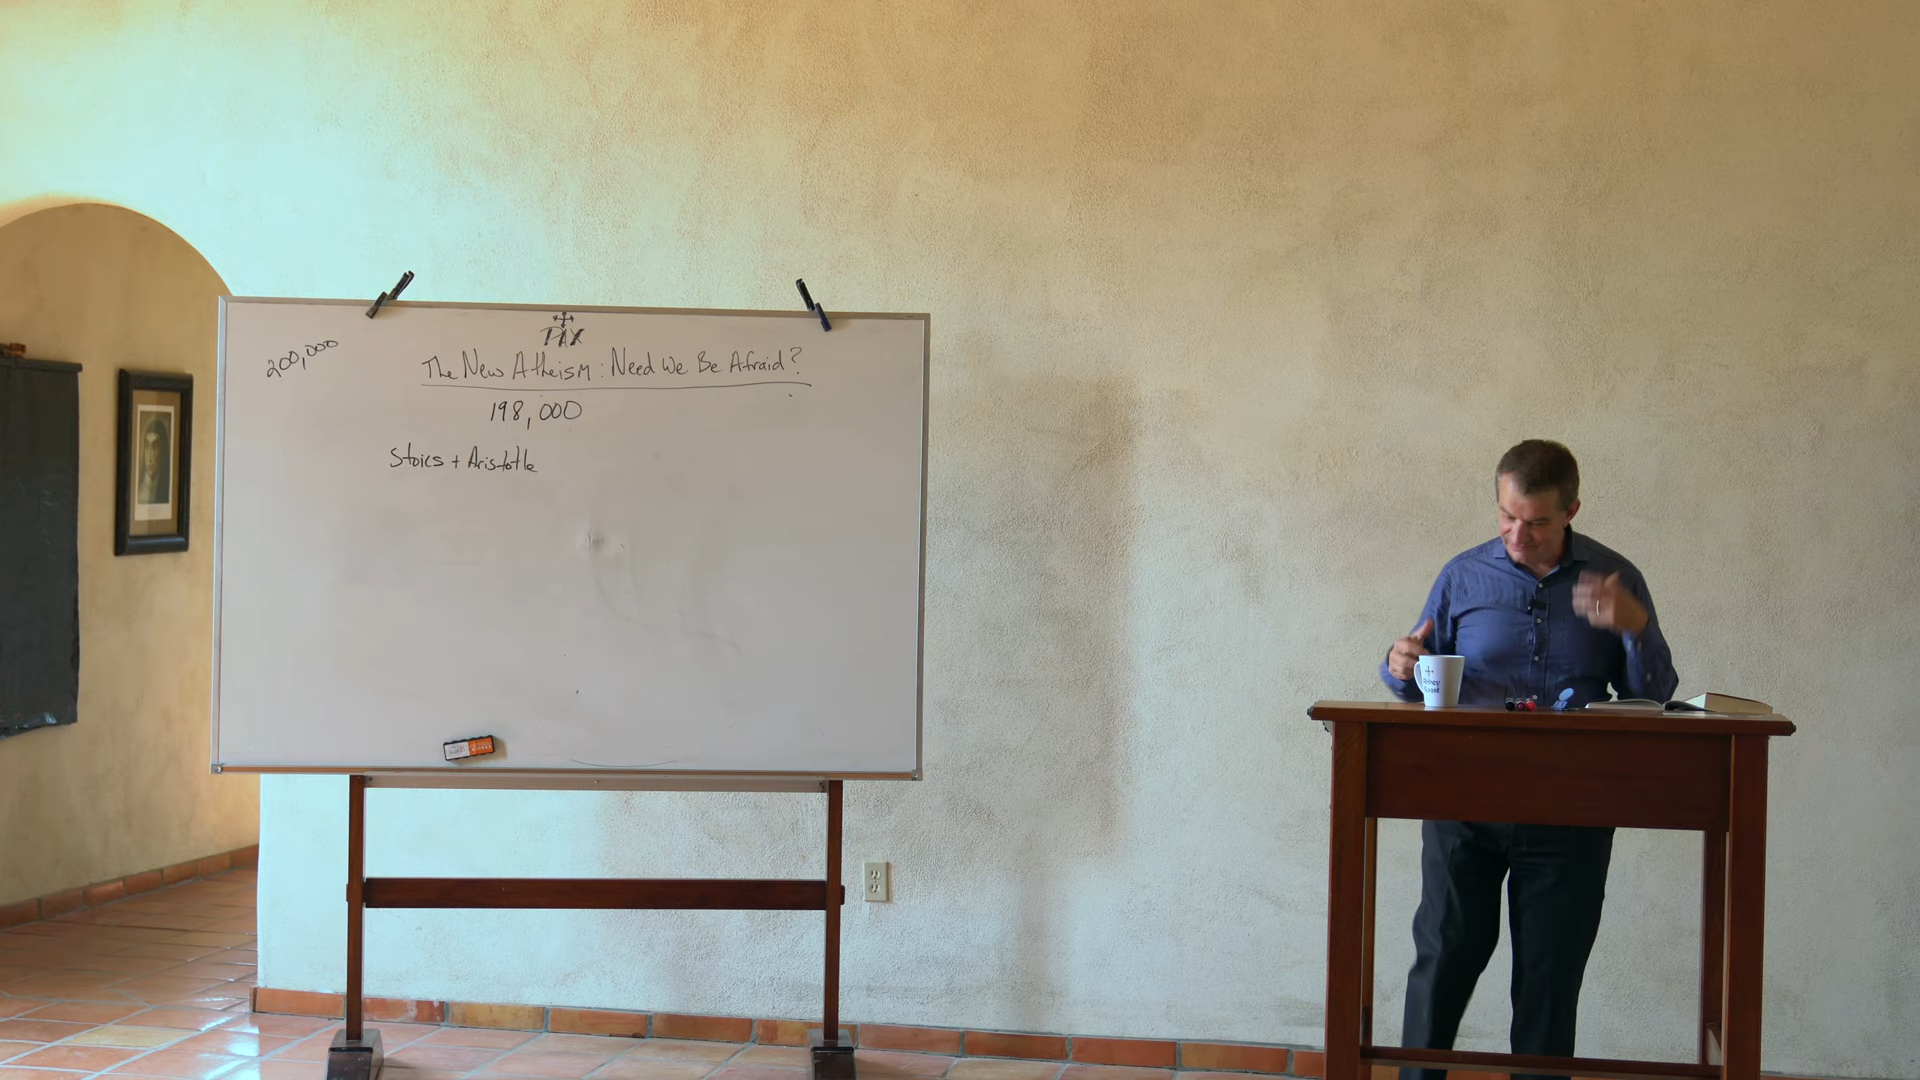 PAX
200,000
The New Atheism: Need We Be Afraid?
198,000
Stoics + Aristotle